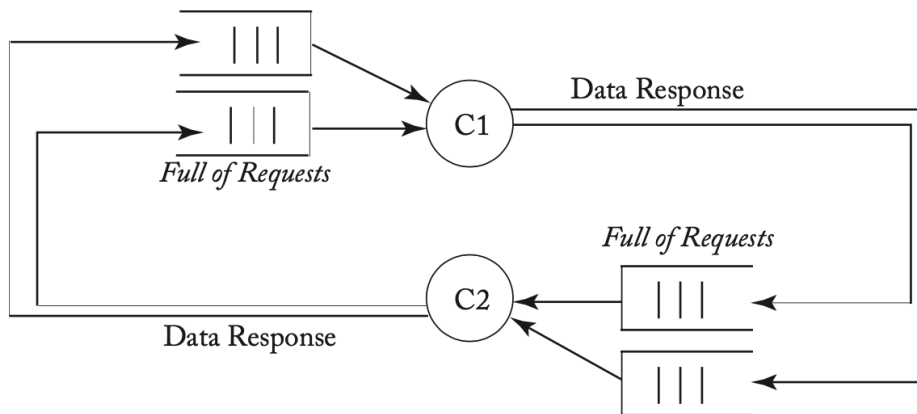 C1
Data Response
Full of Requests
Full of Requests
C2
Data Response